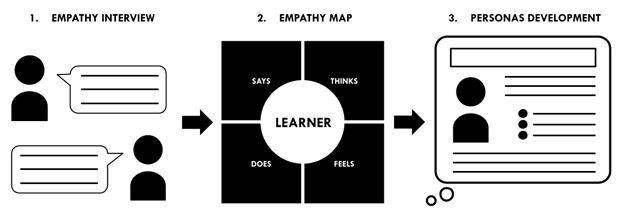 1. EMPATHY INTERVIEW
2. EMPATHY MAP
3. PERSONAS DEVELOPMENT
SAYS
THINKS
LEARNER
DOES
FEELS